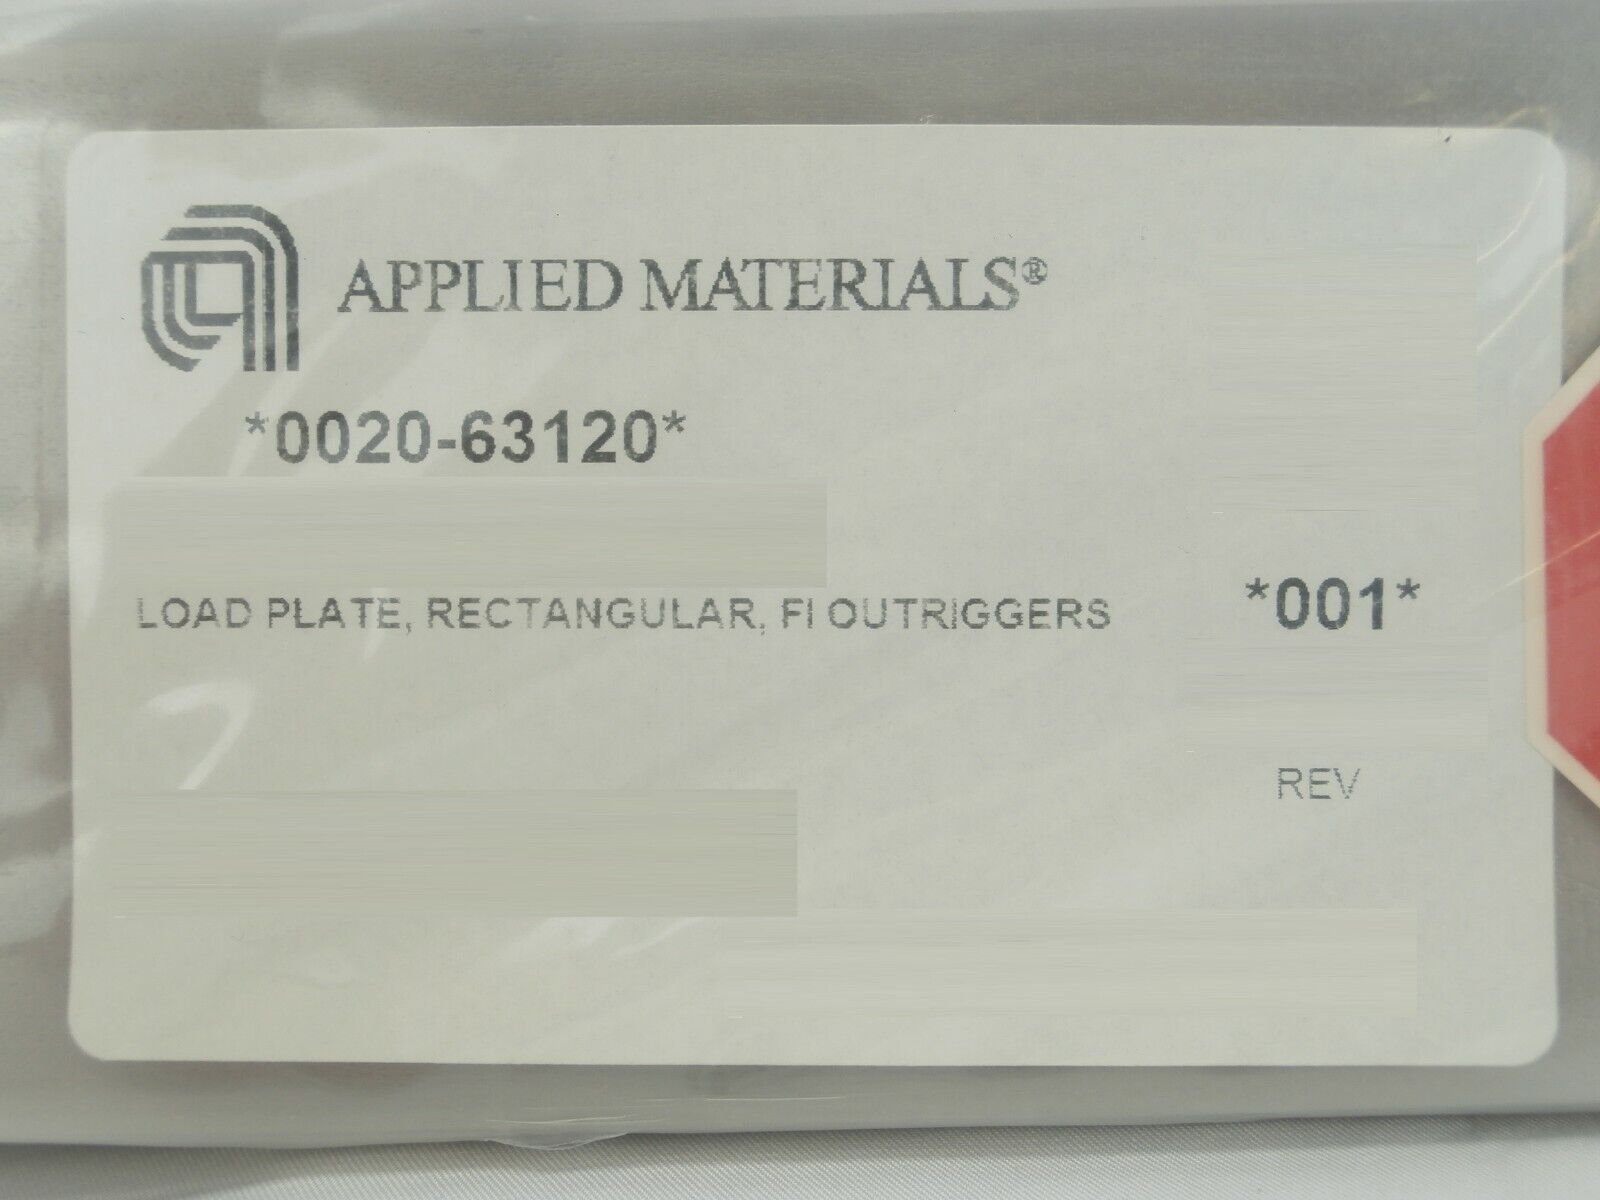 APPLIED MATERIALS®
*0020-63120*
LOAD PLATE, RECTANGULAR, FI OUTRIGGERS
*001*
REV